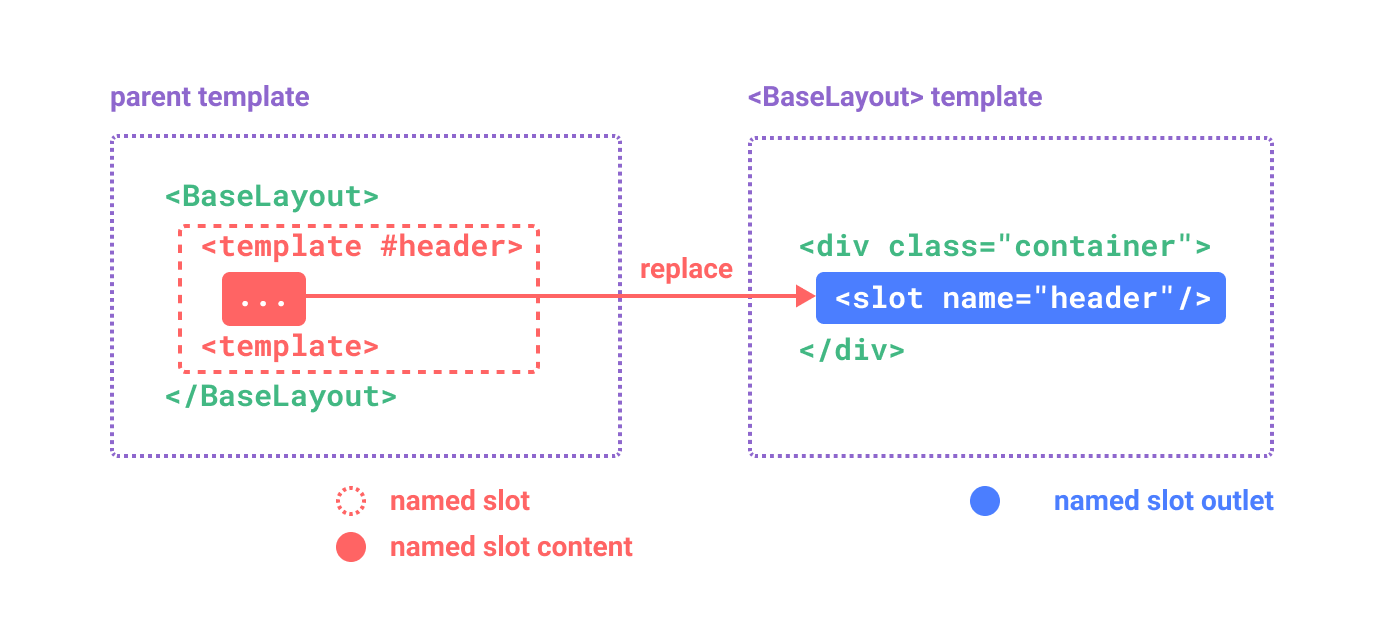 parent template
<BaseLayout>
<template #header>
...
<template>
</BaseLayout>
replace
<BaseLayout> template
<div class="container">
<slot name="header"/>
</div>
named slot
named slot content
named slot outlet